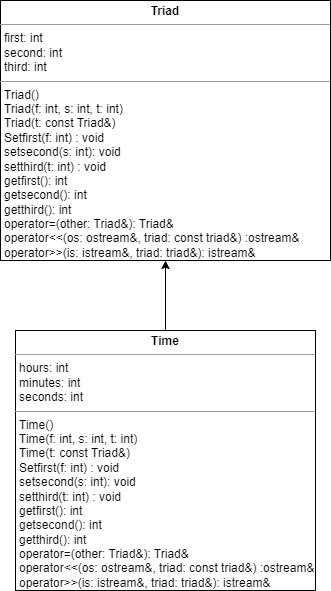 Triad
first: int
second: int
third: int
Triad()
Triad(f: int, s: int, t: int)
Triad(t: const Triad&)
Setfirst(f: int) : void
setsecond(s: int): void
setthird(t: int) : void
getfirst(): int
getsecond(): int
getthird(): int
operator=(other: Triad&): Triad&
operator<<(os: ostream&, triad: const triad&) :ostream&
operator>>(is: istream&, triad: triad&): istream&
Time
hours: int
minutes: int
seconds: int
Time()
Time(f: int, s: int, t: int)
Time(t: const Triad&)
Setfirst(f: int) : void
setsecond(s: int): void
setthird(t: int) : void
getfirst(): int
getsecond(): int
getthird(): int
operator=(other: Triad&): Triad&
operator<<(os: ostream&, triad: const triad&) :ostream&
operator>>(is: istream&, triad: triad&): istream&